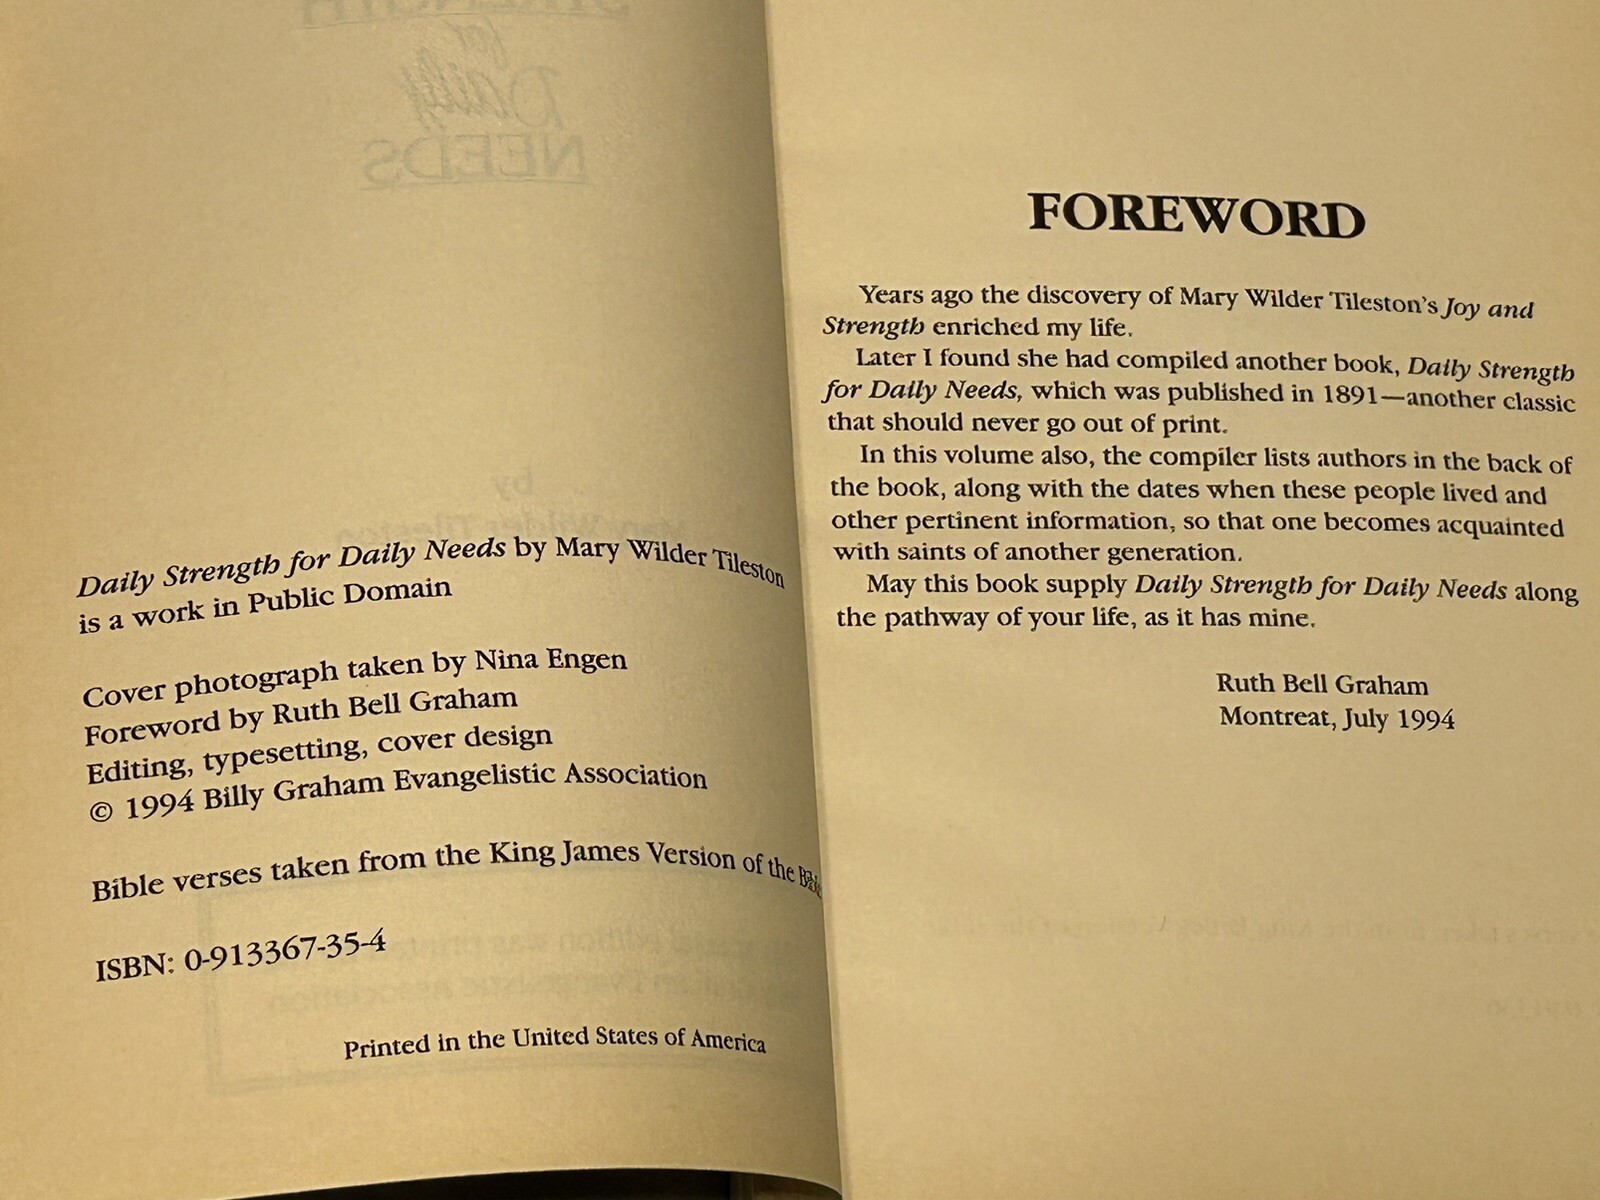 Daily Strength for Daily Needs by Mary Wilder Tileston
is a work in Public Domain
Cover photograph taken by Nina Engen
Foreword by Ruth Bell Graham
Editing, typesetting, cover design
© 1994 Billy Graham Evangelistic Association
Bible verses taken from the King James Version of the
ISBN: 0-913367-35-4
Printed in the United States of America
FOREWORD
Years ago the discovery of Mary Wilder Tileston's Joy and
Strength enriched my life.
Later I found she had compiled another book, Daily Strength
for Daily Needs, which was published in 1891—another classic
that should never go out of print.
In this volume also, the compiler lists authors in the back of
the book, along with the dates when these people lived and
other pertinent information, so that one becomes acquainted
with saints of another generation.
May this book supply Daily Strength for Daily Needs along
the pathway of your life, as it has mine.
Ruth Bell Graham
Montreat, July 1994